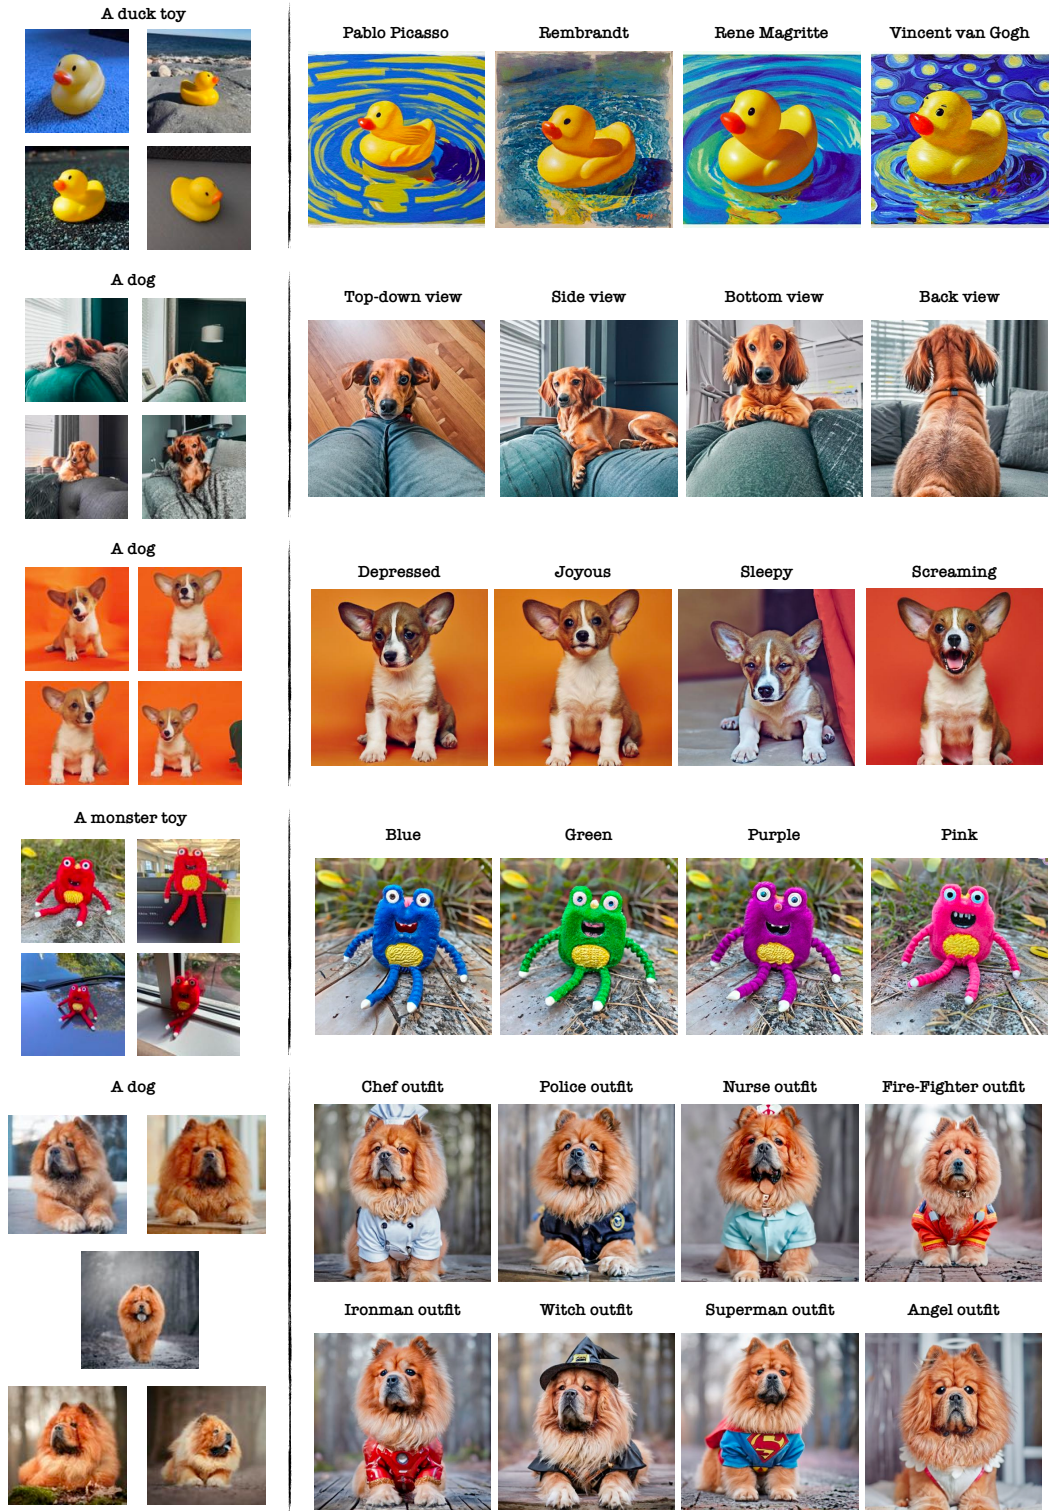 A duck toy
Pablo Picasso
Rembrandt
Rene Magritte
Vincent van Gogh
A dog
Top-down view
Side view
Bottom view
Back view
A dog
Depressed
Joyous
Sleepy
Screaming
A monster toy
Blue
Green
Purple
Pink
A dog
Chef outfit
Police outfit
Nurse outfit
Fire-Fighter outfit
Ironman outfit
Witch outfit
Superman outfit
Angel outfit